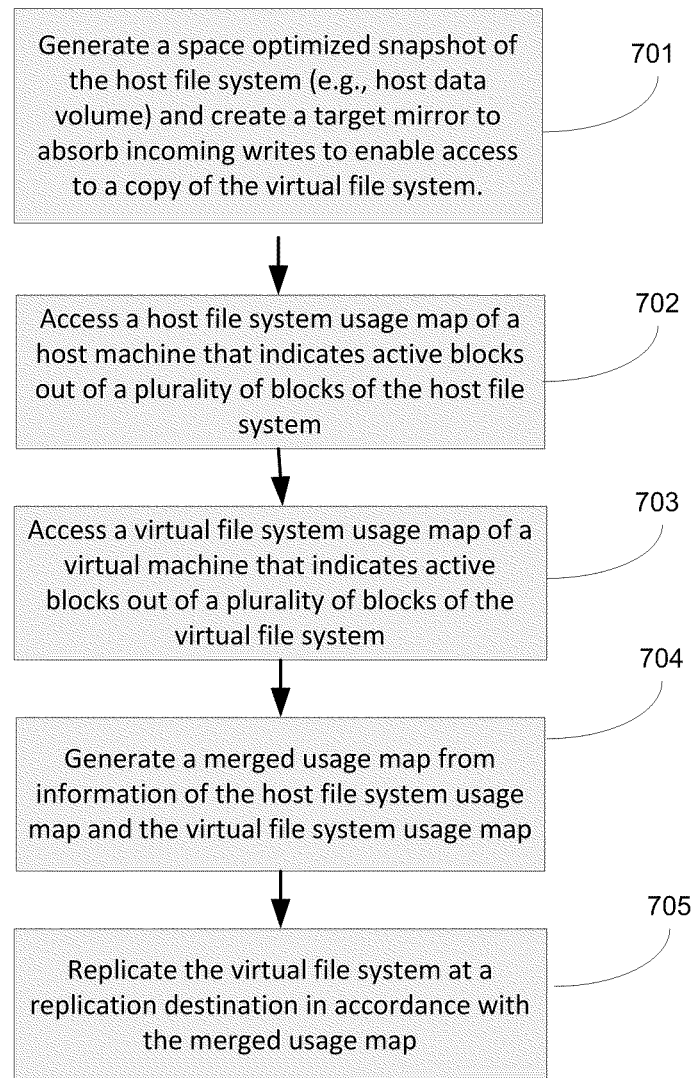 Generate a space optimized snapshot of
the host file system (e.g., host data
volume) and create a target mirror to
absorb incoming writes to enable access
to a copy of the virtual file system.
701
Access a host file system usage map of a
host machine that indicates active blocks
out of a plurality of blocks of the host file
system
702
Access a virtual file system usage map of a
virtual machine that indicates active
blocks out of a plurality of blocks of the
virtual file system
703
Generate a merged usage map from
information of the host file system usage
map and the virtual file system usage map
704
Replicate the virtual file system at a
replication destination in accordance with
the merged usage map
705